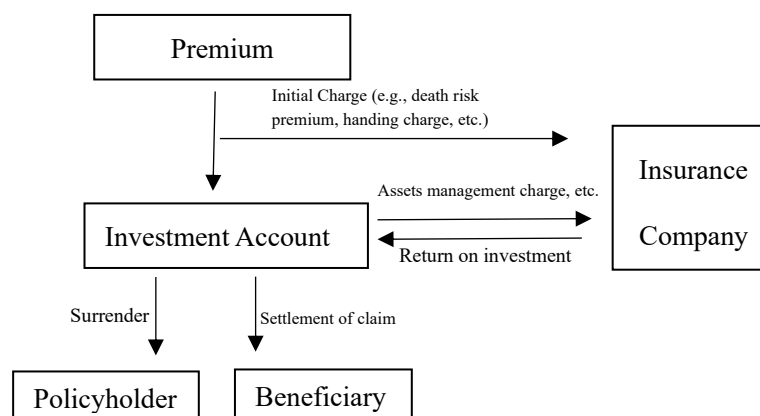 Premium
Initial Charge (e.g., death risk
premium, handing charge, etc.)
Insurance
Company
Assets management charge, etc.
Investment Account
Return on investment
Surrender
Settlement of claim
Policyholder
Beneficiary